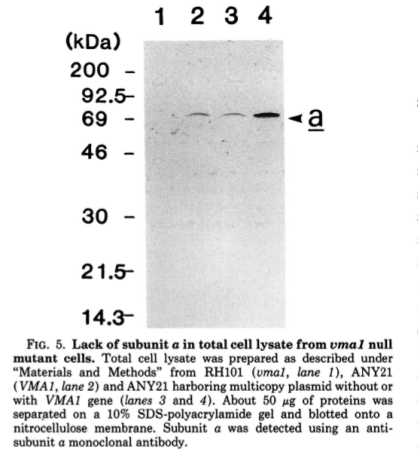 1 2 3 4
(kDa)
200 -
92.5-
69 -
a
46 -
30 -
21.5-
14.3-
FIG. 5. Lack of subunit a in total cell lysate from vma1 null
mutant cells. Total cell lysate was prepared as described under
"Materials and Methods" from RH101 (vma1, lane 1), ANY21
(VMA1, lane 2) and ANY21 harboring multicopy plasmid without or
with VMA1 gene (lanes 3 and 4). About 50 μg of proteins was
separated on a 10% SDS-polyacrylamide gel and blotted onto a
nitrocellulose membrane. Subunit a was detected using an anti-
subunit a monoclonal antibody.